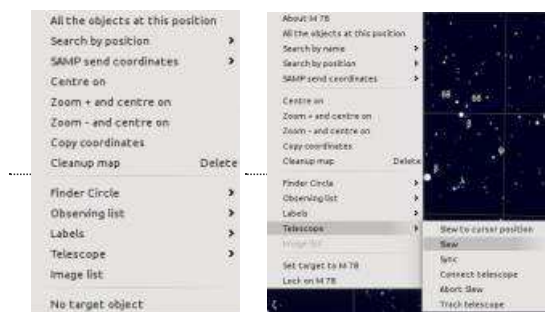 All the objects at this position
Search by position
SAMP send coordinates
Centre on
Zoom + and centre on
Zoom - and centre on
Copy coordinates
Cleanup map Delete
Finder Circle
Observing list
Labels
Telescope
Image list
No target object
About M 78
All the objects at this position
Search by name
Search by position
SAMP send coordinates
Centre on
Zoom + and centre on
Zoom - and centre on
Copy coordinates
Cleanup map Delete
Finder Circle
Observing list
Labels
Telescope
Image list
Set target to M 78
Lock on M 78
Slew to cursor position
Slew
Sync
Connect telescope
Abort Slew
Track telescope